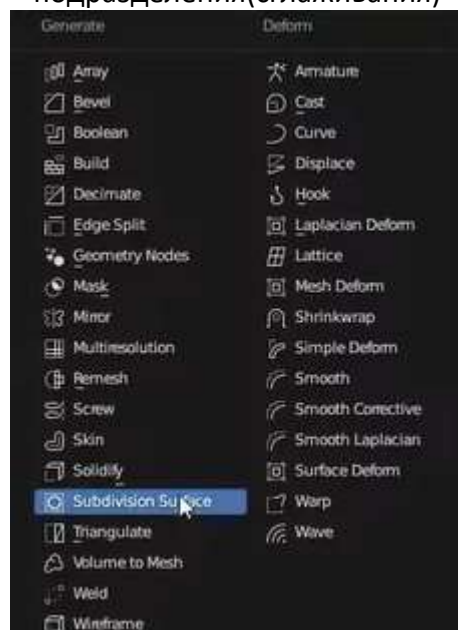 подразделения(сглаживания)
Generate
Array
Bevel
Boolean
Build
Decimate
Edge Split
Geometry Nodes
Mask
Mirror
Multiresolution
Remesh
Screw
Skin
Solidify
Subdivision Surface
Triangulate
Volume to Mesh
Weld
Wireframe
Deform
Armature
Cast
Curve
Displace
Hook
Laplacian Deform
Lattice
Mesh Deform
Shrinkwrap
Simple Deform
Smooth
Smooth Corrective
Smooth Laplacian
Surface Deform
Warp
Wave